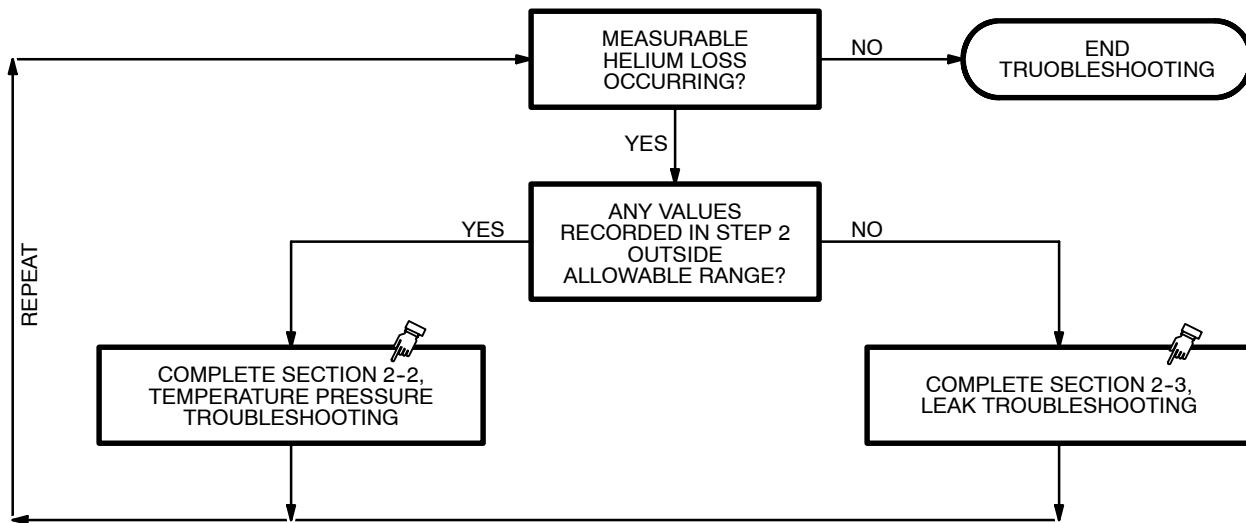 MEASURABLE
HELIUM LOSS
OCCURRING?
NO
END
TRUOBLESHOOTING
YES
ANY VALUES
RECORDED IN STEP 2
OUTSIDE
ALLOWABLE RANGE?
YES
NO
REPEAT
COMPLETE SECTION 2-2,
TEMPERATURE PRESSURE
TROUBLESHOOTING
COMPLETE SECTION 2-3,
LEAK TROUBLESHOOTING